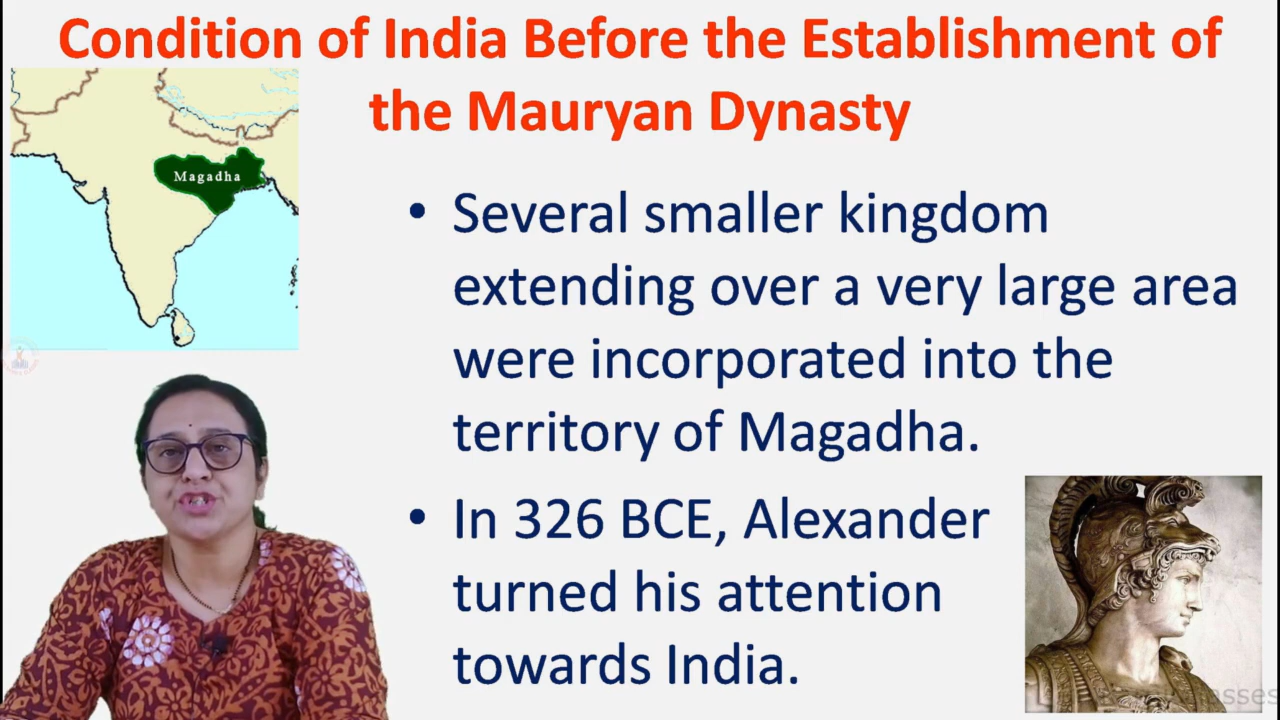 Condition of India Before the Establishment of
the Mauryan Dynasty
Magadha
• Several smaller kingdom
extending over a very large area
were incorporated into the
territory of Magadha.
• In 326 BCE, Alexander
turned his attention
towards India.